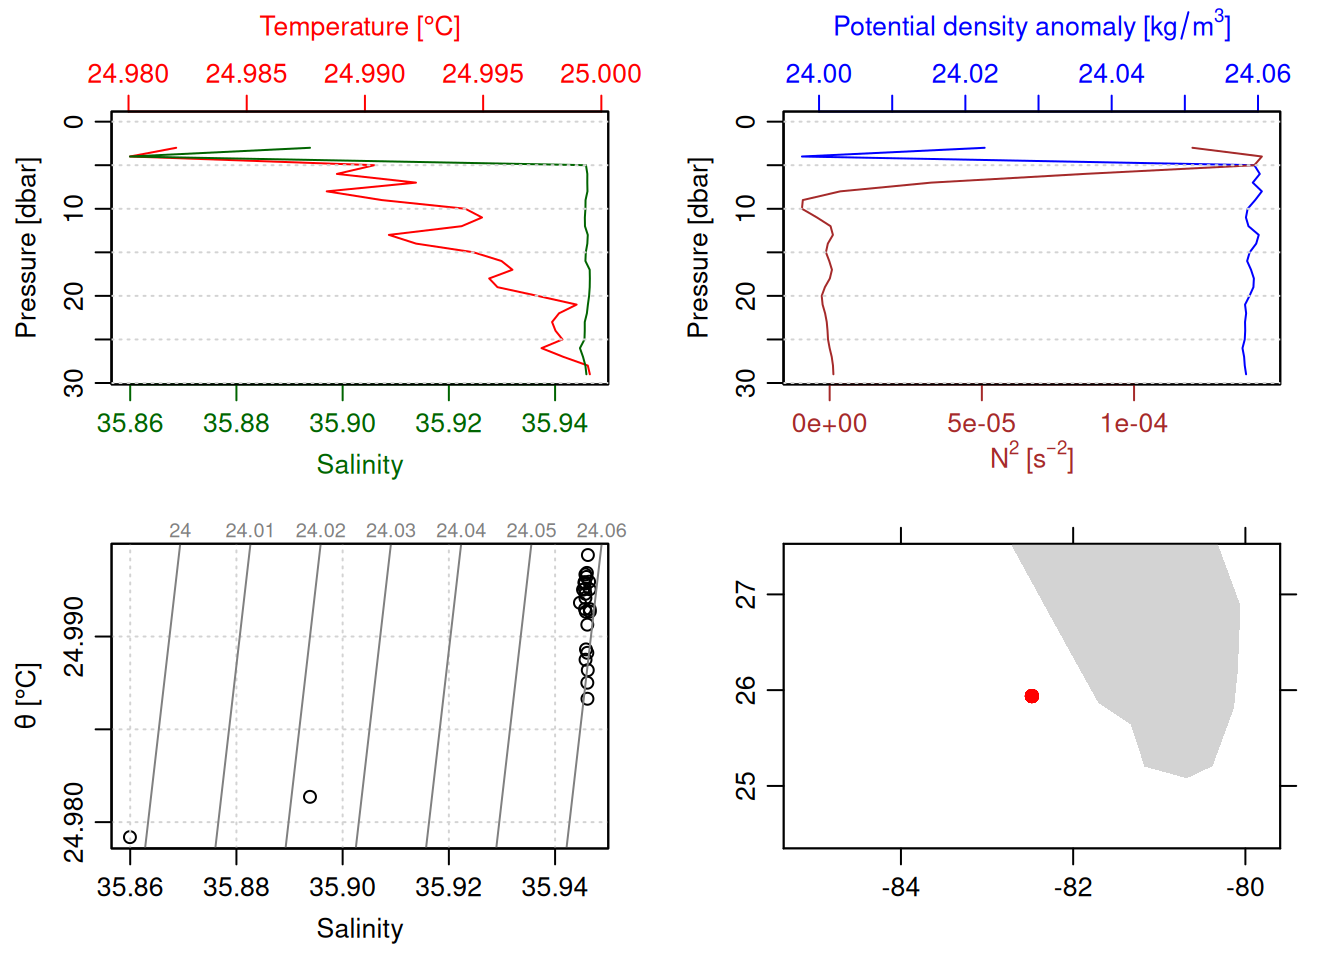 Temperature [°C]
24.980 24.985 24.990 24.995 25.000
Pressure [dbar]
0
10
20
30
35.86 35.88 35.90 35.92 35.94
Salinity
Potential density anomaly [kg/m³]
24.00 24.02 24.04 24.06
Pressure [dbar]
0
10
20
30
0e+00 5e-05 1e-04
N² [s⁻²]
24 24.01 24.02 24.03 24.04 24.05 24.06
θ [°C]
24.990
24.980
35.86 35.88 35.90 35.92 35.94
Salinity
27
26
25
-84 -82 -80